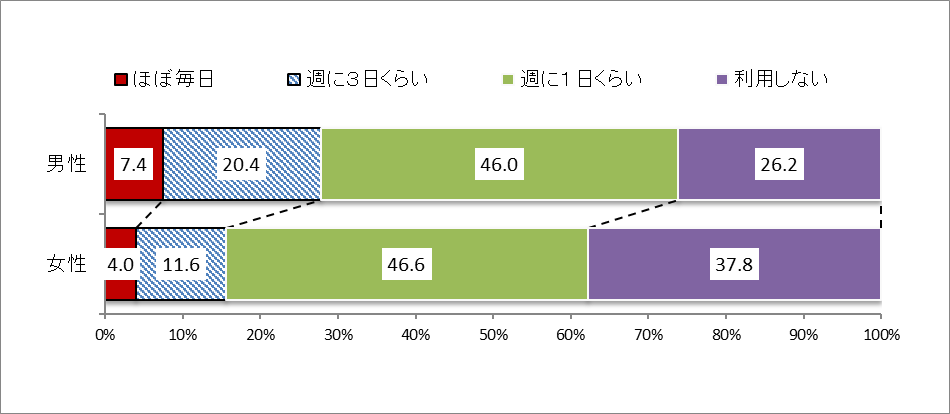 ほぼ毎日 週に３日くらい 週に１日くらい 利用しない
男性 7.4 20.4 46.0 26.2
女性 4.0 11.6 46.6 37.8
0% 10% 20% 30% 40% 50% 60% 70% 80% 90% 100%